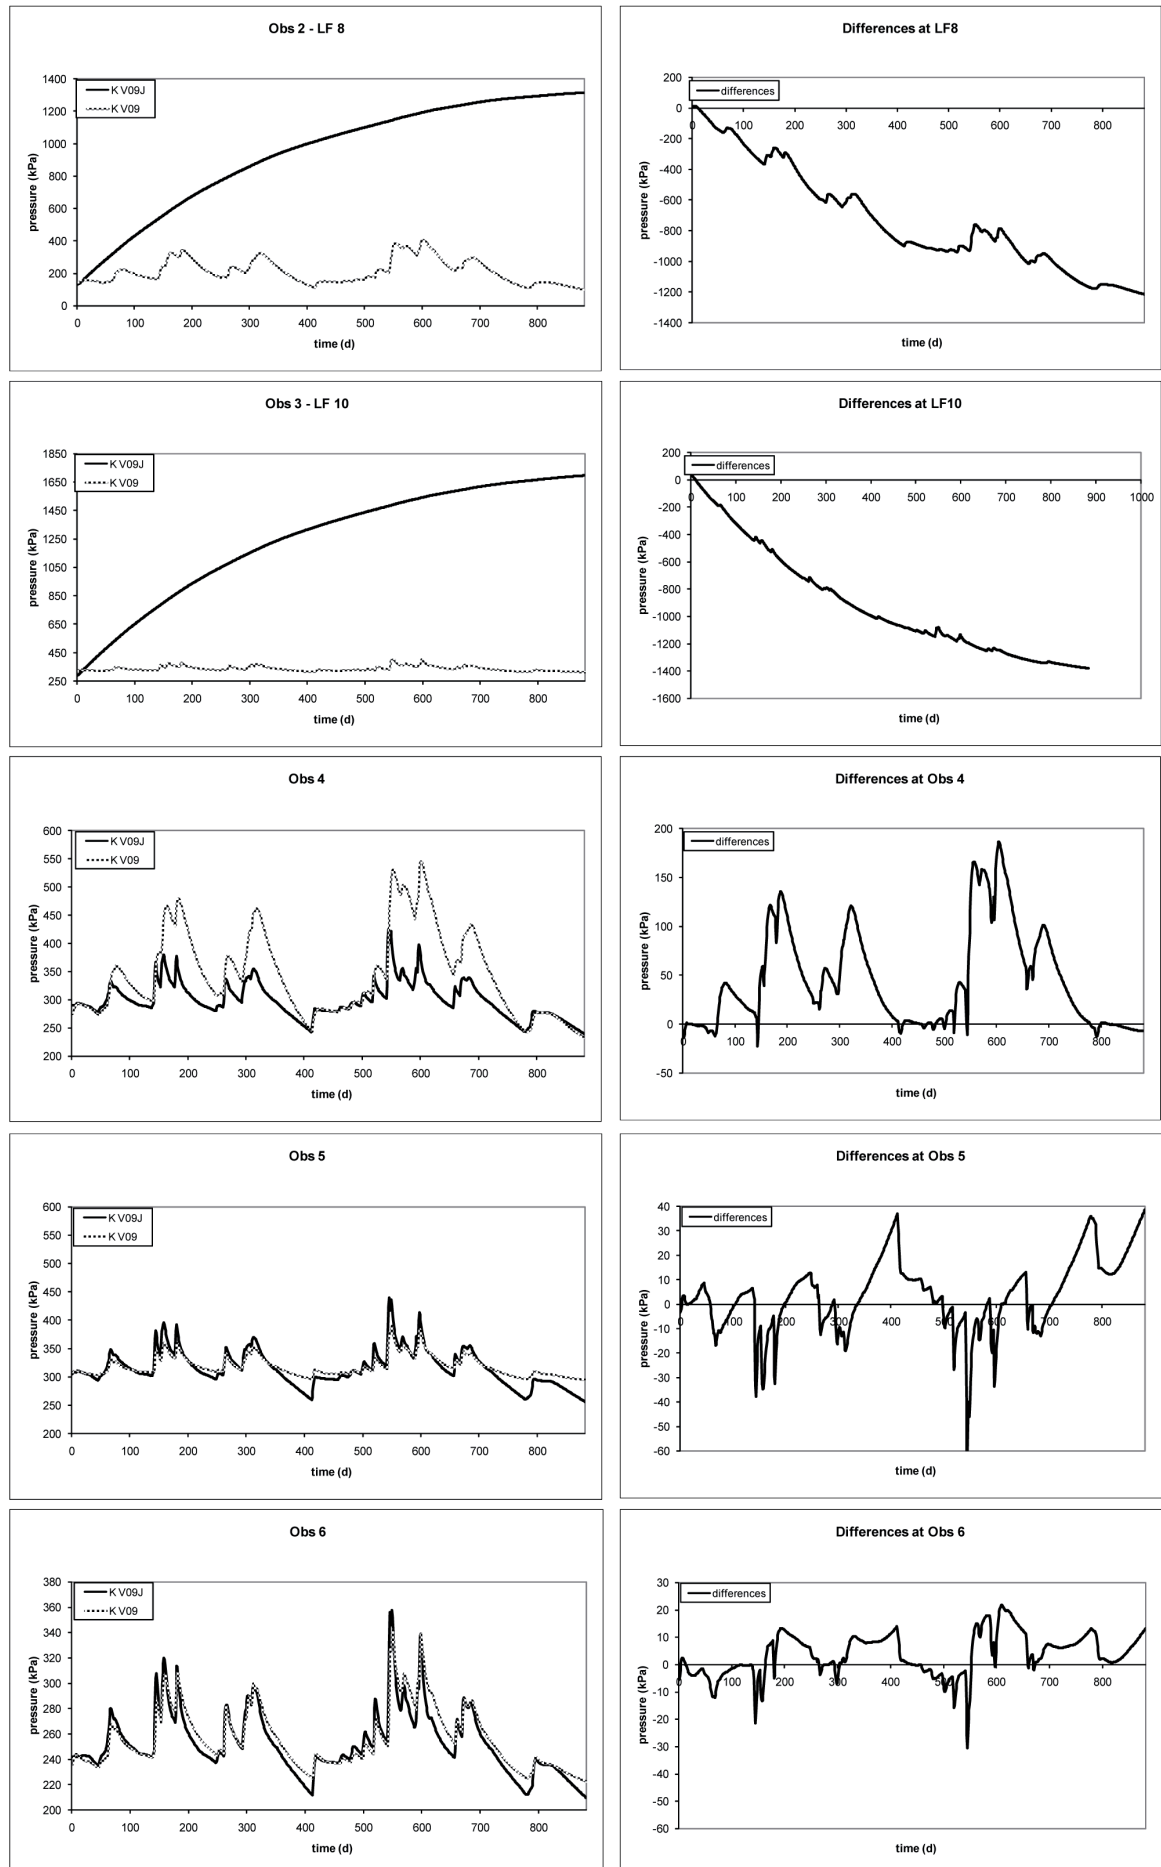 Obs 2 - LF 8
K V09J
K V09
pressure (kPa)
1400
1200
1000
800
600
400
200
0
0 100 200 300 400 500 600 700 800
time (d)
Differences at LF8
differences
pressure (kPa)
200
0
-200
-400
-600
-800
-1000
-1200
-1400
0 100 200 300 400 500 600 700 800
time (d)
Obs 3 - LF 10
K V09J
K V09
pressure (kPa)
1850
1650
1450
1250
1050
850
650
450
250
0 100 200 300 400 500 600 700 800
time (d)
Differences at LF10
differences
pressure (kPa)
200
0
-200
-400
-600
-800
-1000
-1200
-1400
-1600
0 100 200 300 400 500 600 700 800 900 1000
time (d)
Obs 4
K V09J
K V09
pressure (kPa)
600
550
500
450
400
350
300
250
200
0 100 200 300 400 500 600 700 800
time (d)
Differences at Obs 4
differences
pressure (kPa)
200
150
100
50
0
-50
0 100 200 300 400 500 600 700 800
time (d)
Obs 5
K V09J
K V09
pressure (kPa)
600
550
500
450
400
350
300
250
200
0 100 200 300 400 500 600 700 800
time (d)
Differences at Obs 5
differences
pressure (kPa)
40
30
20
10
0
-10
-20
-30
-40
-50
-60
0 100 200 300 400 500 600 700 800
time (d)
Obs 6
K V09J
K V09
pressure (kPa)
380
360
340
320
300
280
260
240
220
200
0 100 200 300 400 500 600 700 800
time (d)
Differences at Obs 6
differences
pressure (kPa)
30
20
10
0
-10
-20
-30
-40
-50
-60
0 100 200 300 400 500 600 700 800
time (d)